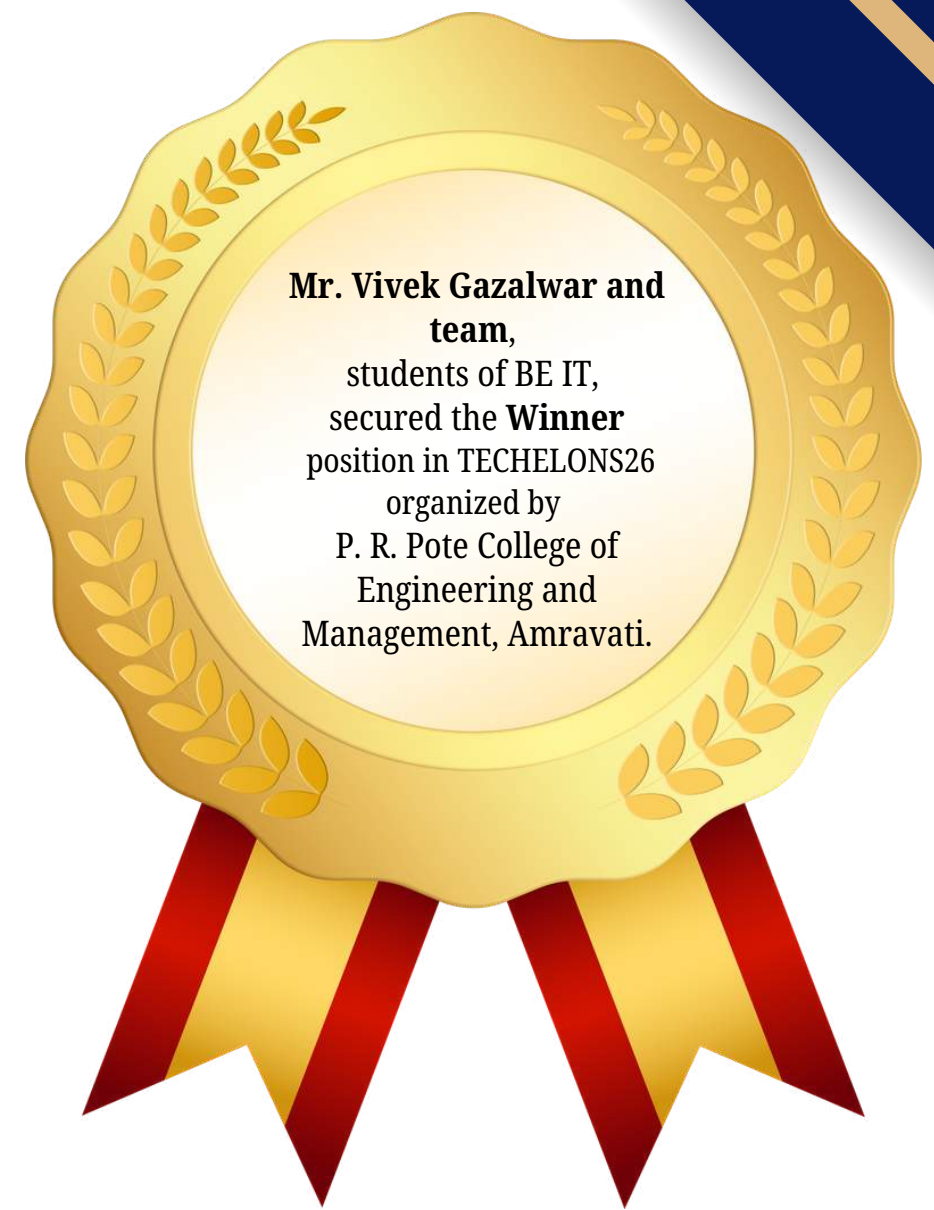 Mr. Vivek Gazalwar and
team,
students of BE IT,
secured the Winner
position in TECHELONS26
organized by
P. R. Pote College of
Engineering and
Management, Amravati.